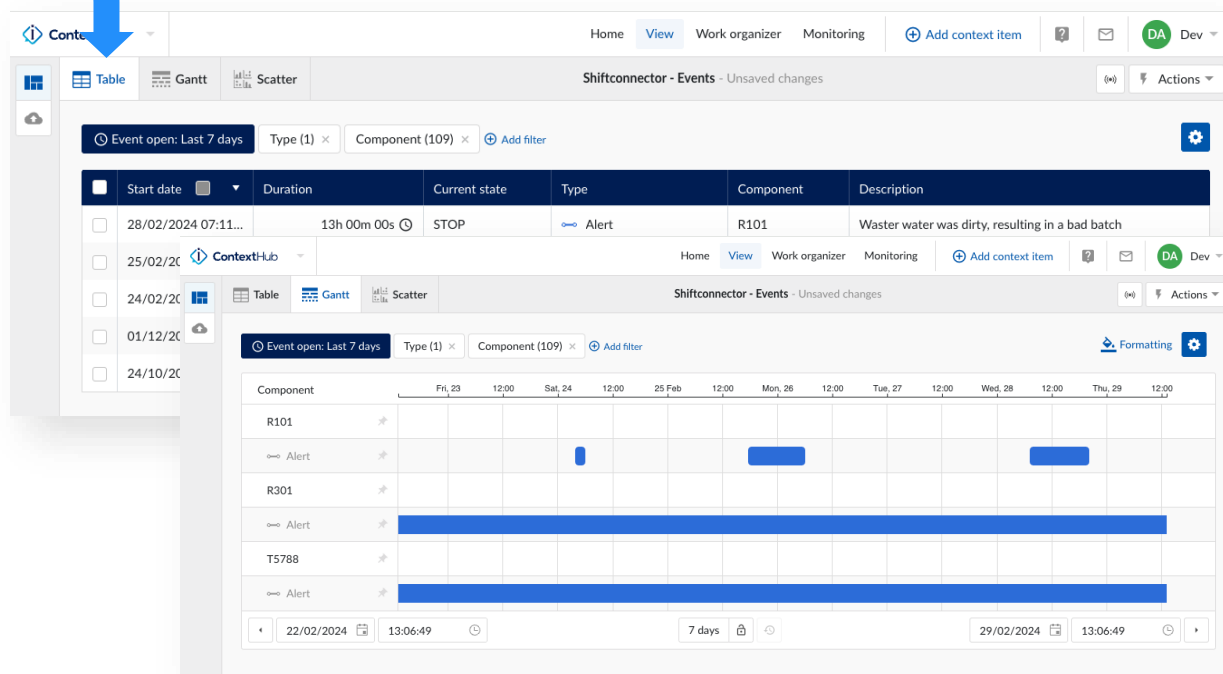 Conte
Home View Work organizer Monitoring Add context item DA Dev
Table Gantt Scatter Shiftconnector - Events - Unsaved changes Actions
Event open: Last 7 days Type (1) × Component (109) × Add filter
Start date Duration Current state Type Component Description
28/02/2024 07:11... 13h 00m 00s STOP Alert R101 Waster water was dirty, resulting in a bad batch
25/02/20
24/02/20
01/12/20
24/10/20
ContextHub Home View Work organizer Monitoring Add context item DA Dev
Table Gantt Scatter Shiftconnector - Events - Unsaved changes Actions
Event open: Last 7 days Type (1) × Component (109) × Add filter Formatting
Component Fri, 23 12:00 Sat, 24 12:00 25 Feb 12:00 Mon, 26 12:00 Tue, 27 12:00 Wed, 28 12:00 Thu, 29 12:00
R101
Alert
R301
Alert
T5788
Alert
22/02/2024 13:06:49 7 days 29/02/2024 13:06:49